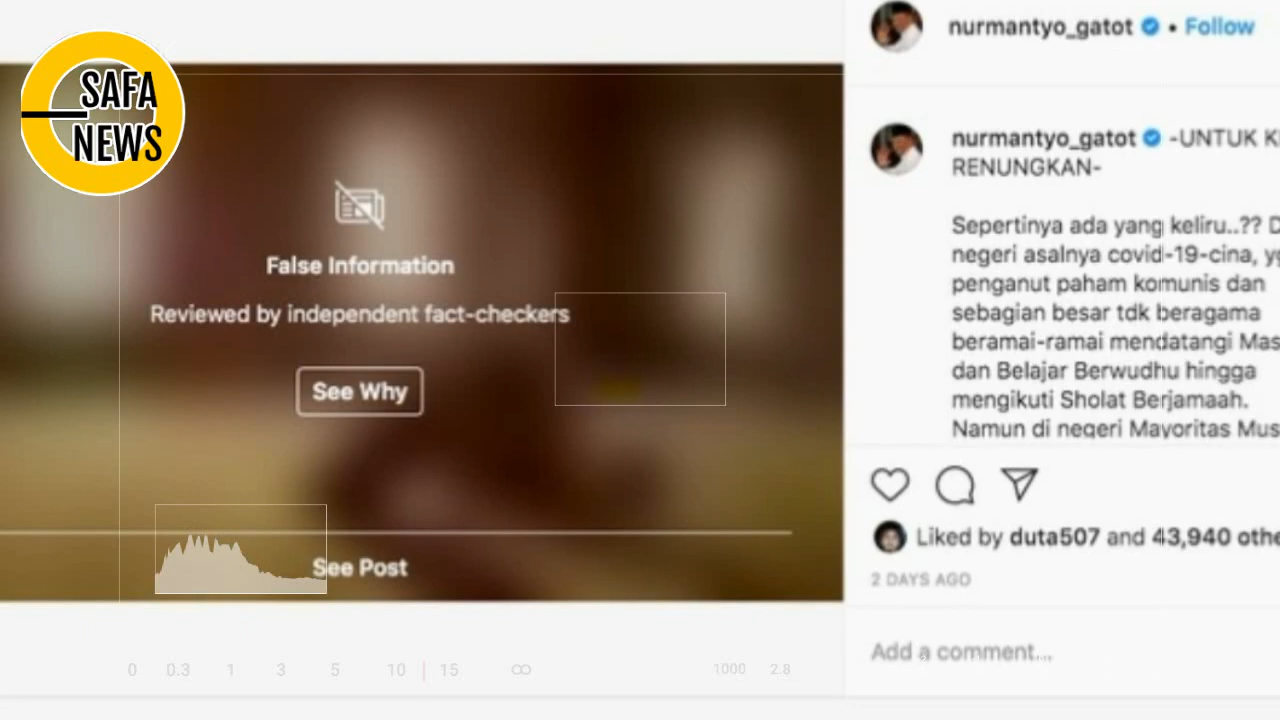 SAFA
NEWS
False Information
Reviewed by independent fact-checkers
See Why
See Post
0 0.3 1 3 5 10 15 ∞ 1000 2.8
nurmantyo_gatot • Follow
nurmantyo_gatot -UNTUK K
RENUNGKAN-
Sepertinya ada yang keliru..?? D
negeri asalnya covid-19-cina, yg
penganut paham komunis dan
sebagian besar tdk beragama
beramai-ramai mendatangi Mas
dan Belajar Berwudhu hingga
mengikuti Sholat Berjamaah.
Namun di negeri Mayoritas Mus
Liked by duta507 and 43,940 othe
2 DAYS AGO
Add a comment...